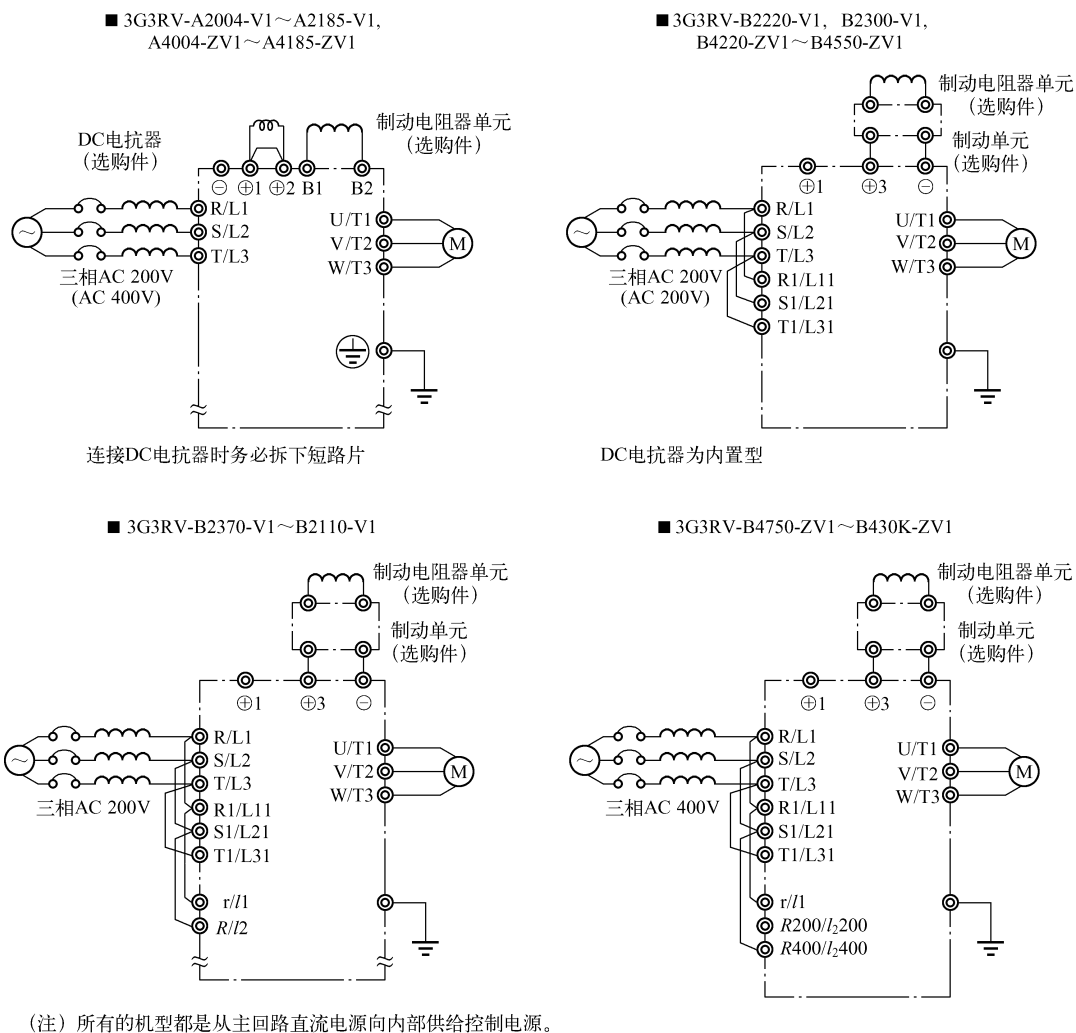 ■ 3G3RV-A2004-V1～A2185-V1,
A4004-ZV1～A4185-ZV1
DC电抗器
（选购件）
制动电阻器单元
（选购件）
⊖ ⊕1 ⊕2 B1 B2
R/L1
S/L2
T/L3
～
三相AC 200V
(AC 400V)
U/T1
V/T2
W/T3
M
连接DC电抗器时务必拆下短路片
■ 3G3RV-B2220-V1, B2300-V1,
B4220-ZV1～B4550-ZV1
制动电阻器单元
（选购件）
制动单元
（选购件）
⊕1 ⊕3 ⊖
R/L1
S/L2
T/L3
R1/L11
S1/L21
T1/L31
～
三相AC 200V
(AC 200V)
U/T1
V/T2
W/T3
M
DC电抗器为内置型
■ 3G3RV-B2370-V1～B2110-V1
制动电阻器单元
（选购件）
制动单元
（选购件）
⊕1 ⊕3 ⊖
R/L1
S/L2
T/L3
R1/L11
S1/L21
T1/L31
r/l1
R/l2
～
三相AC 200V
U/T1
V/T2
W/T3
M
■ 3G3RV-B4750-ZV1～B430K-ZV1
制动电阻器单元
（选购件）
制动单元
（选购件）
⊕1 ⊕3 ⊖
R/L1
S/L2
T/L3
R1/L11
S1/L21
T1/L31
r/l1
R200/l₂200
R400/l₂400
～
三相AC 400V
U/T1
V/T2
W/T3
M
（注）所有的机型都是从主回路直流电源向内部供给控制电源。